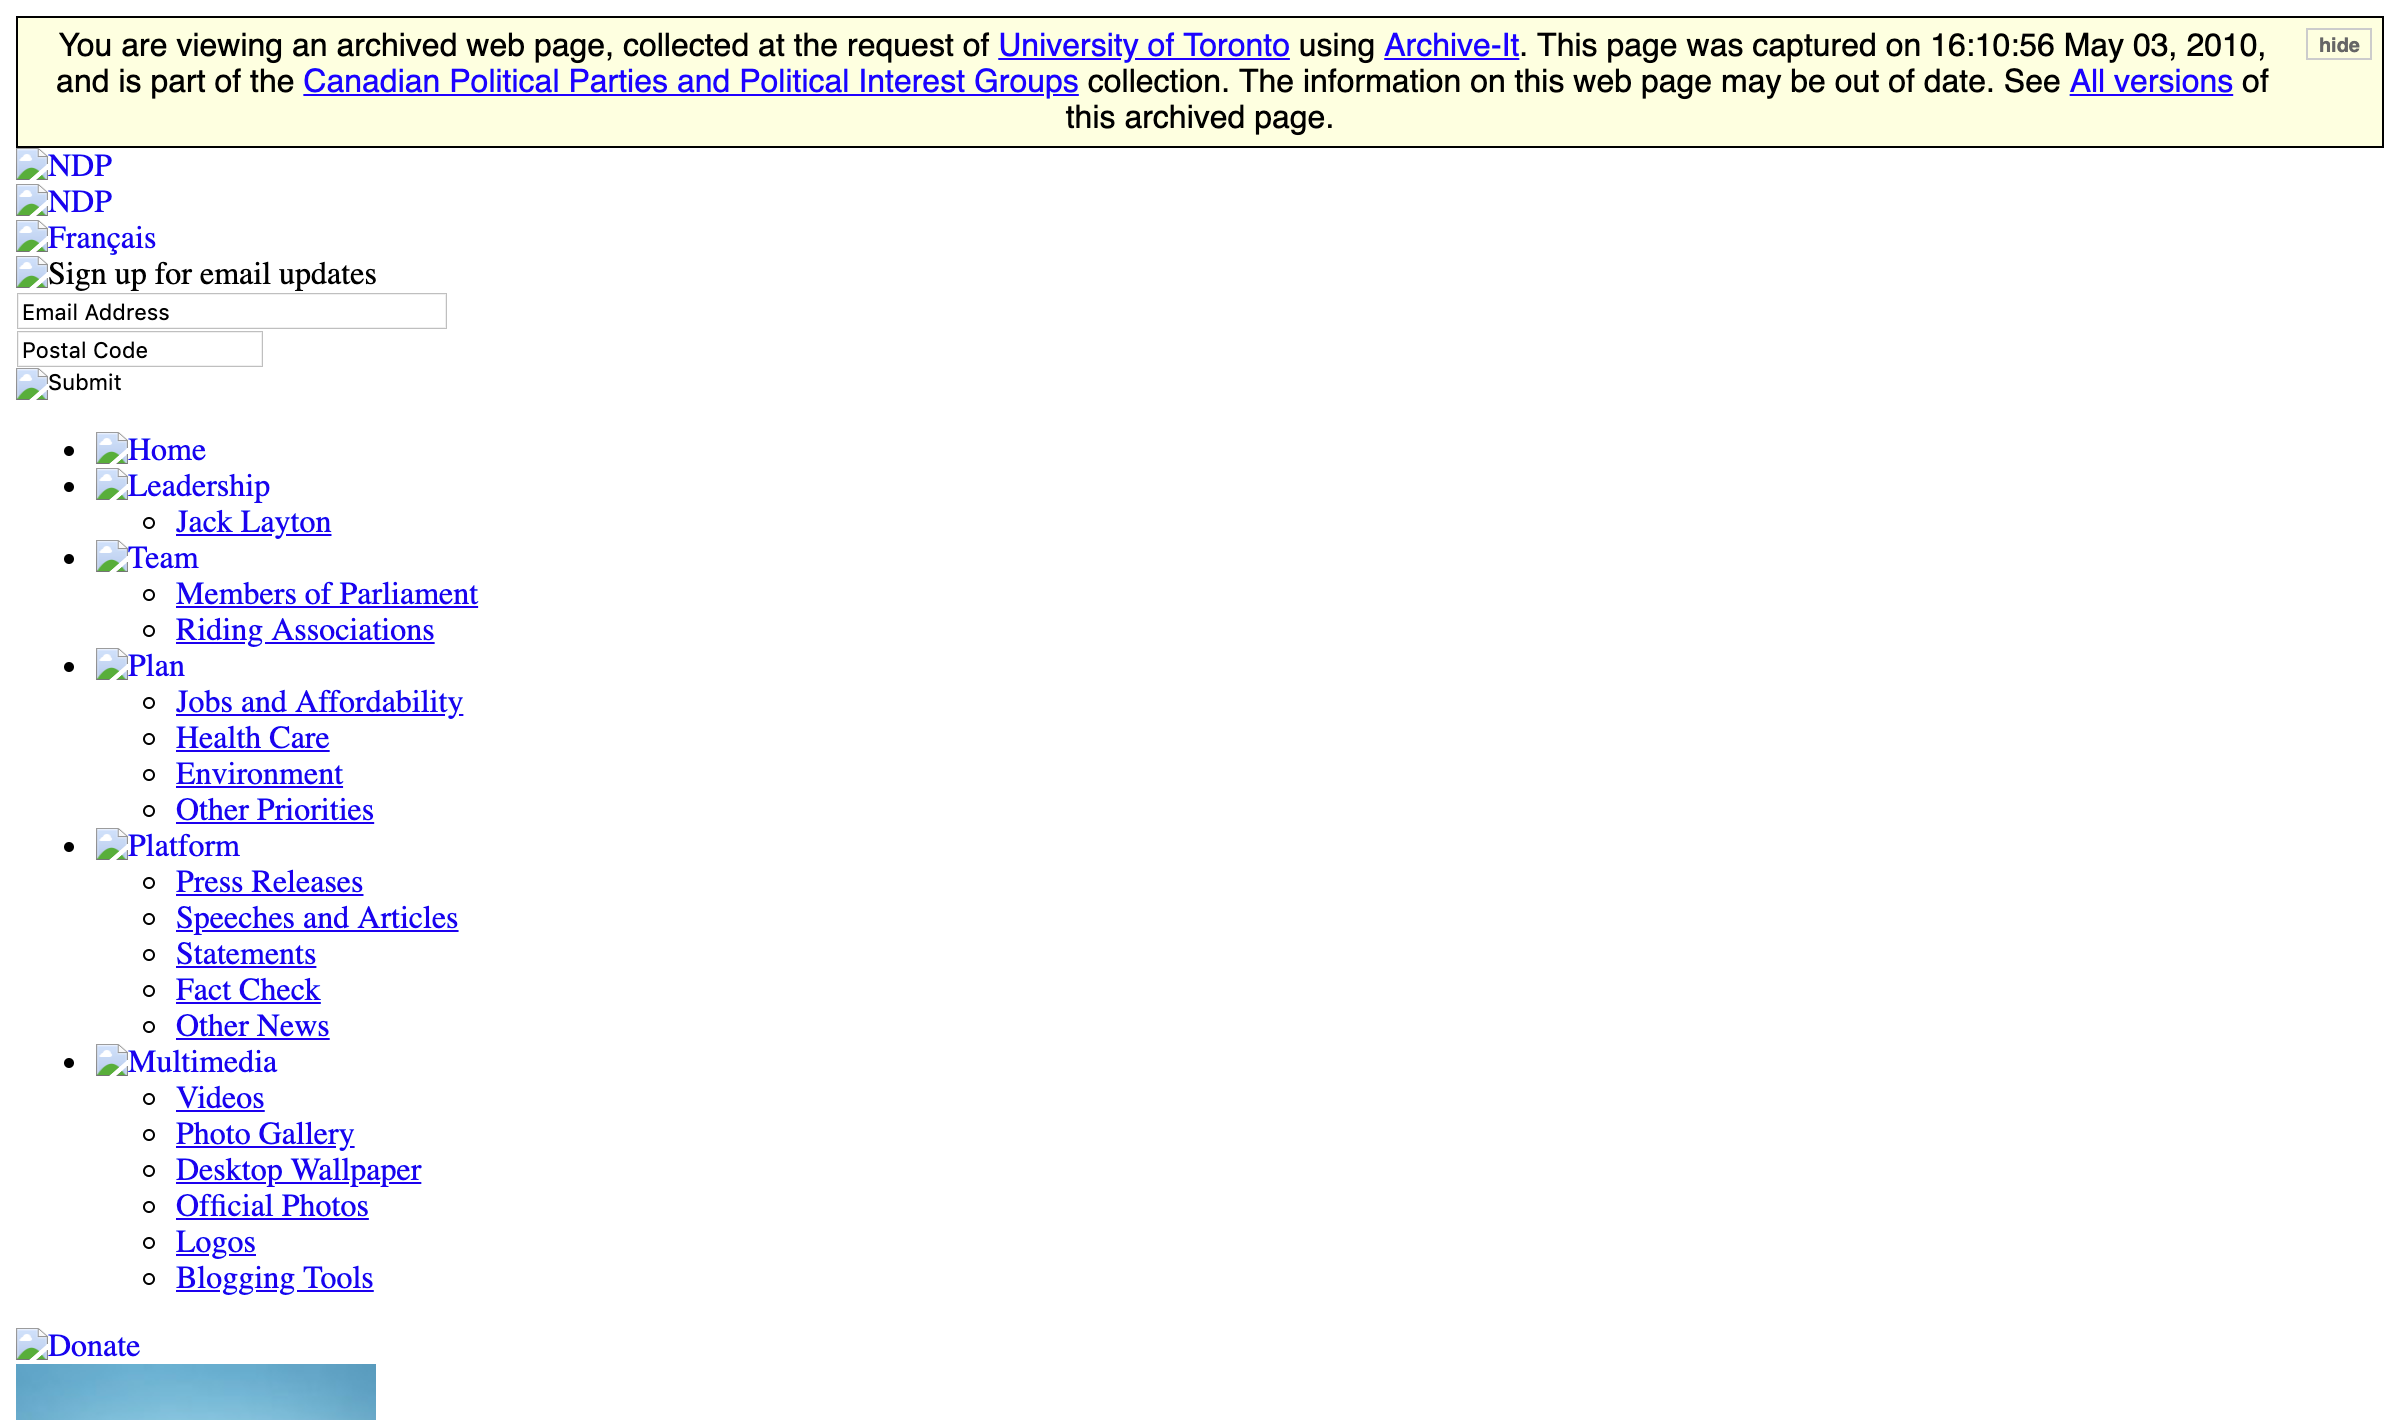 You are viewing an archived web page, collected at the request of University of Toronto using Archive-It. This page was captured on 16:10:56 May 03, 2010,
hide
and is part of the Canadian Political Parties and Political Interest Groups collection. The information on this web page may be out of date. See All versions of
this archived page.
NDP
NDP
Français
Sign up for email updates
Email Address
Postal Code
Submit
Home
Leadership
Jack Layton
Team
Members of Parliament
Riding Associations
Plan
Jobs and Affordability
Health Care
Environment
Other Priorities
Platform
Press Releases
Speeches and Articles
Statements
Fact Check
Other News
Multimedia
Videos
Photo Gallery
Desktop Wallpaper
Official Photos
Logos
Blogging Tools
Donate